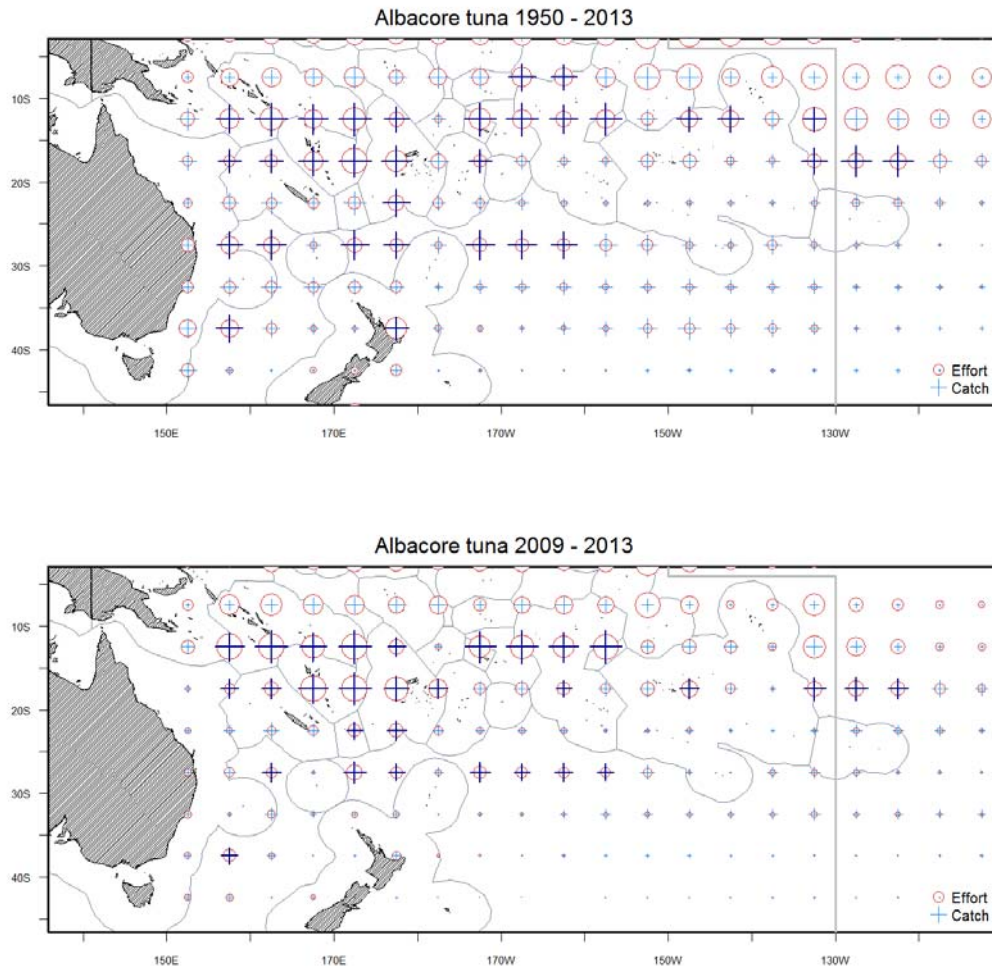 Albacore tuna 1950 - 2013
10S
20S
30S
40S
Effort
Catch
150E 170E 170W 150W 130W
Albacore tuna 2009 - 2013
10S
20S
30S
40S
Effort
Catch
150E 170E 170W 150W 130W